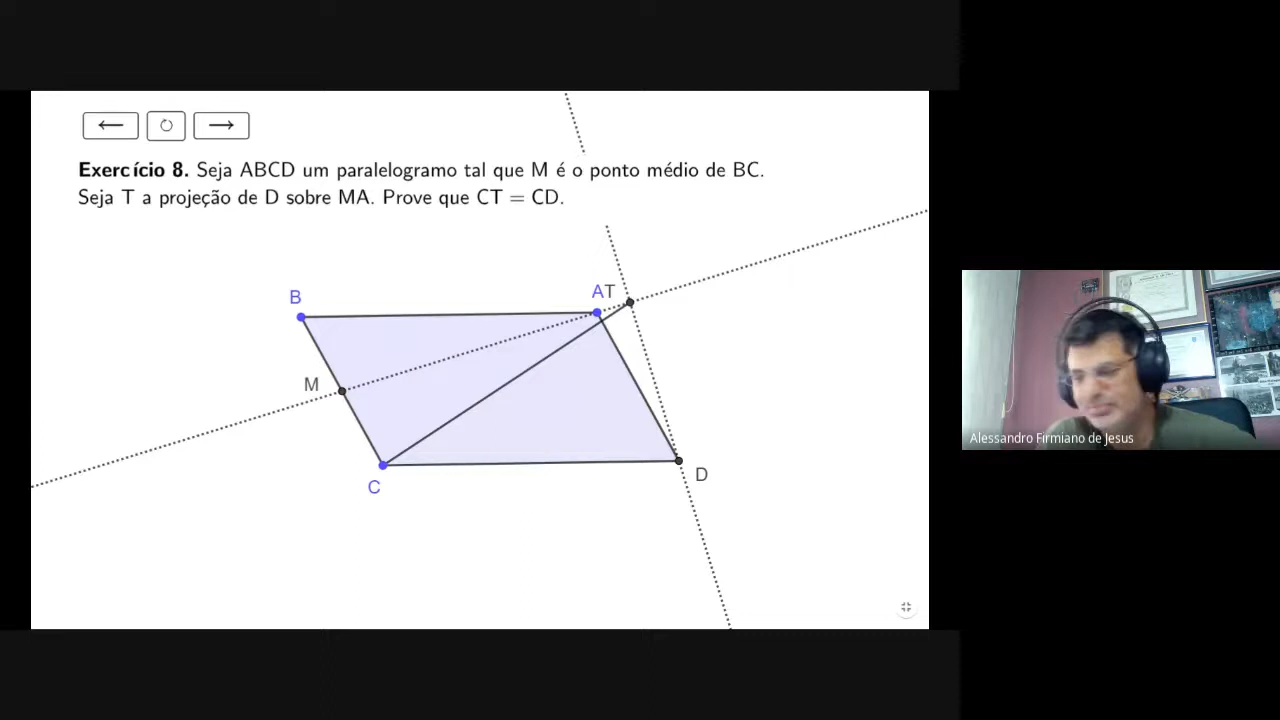 Exercício 8. Seja ABCD um paralelogramo tal que M é o ponto médio de BC.
Seja T a projeção de D sobre MA. Prove que CT = CD.
B
A T
M
C
D
Alessandro Firmiano de Jesus